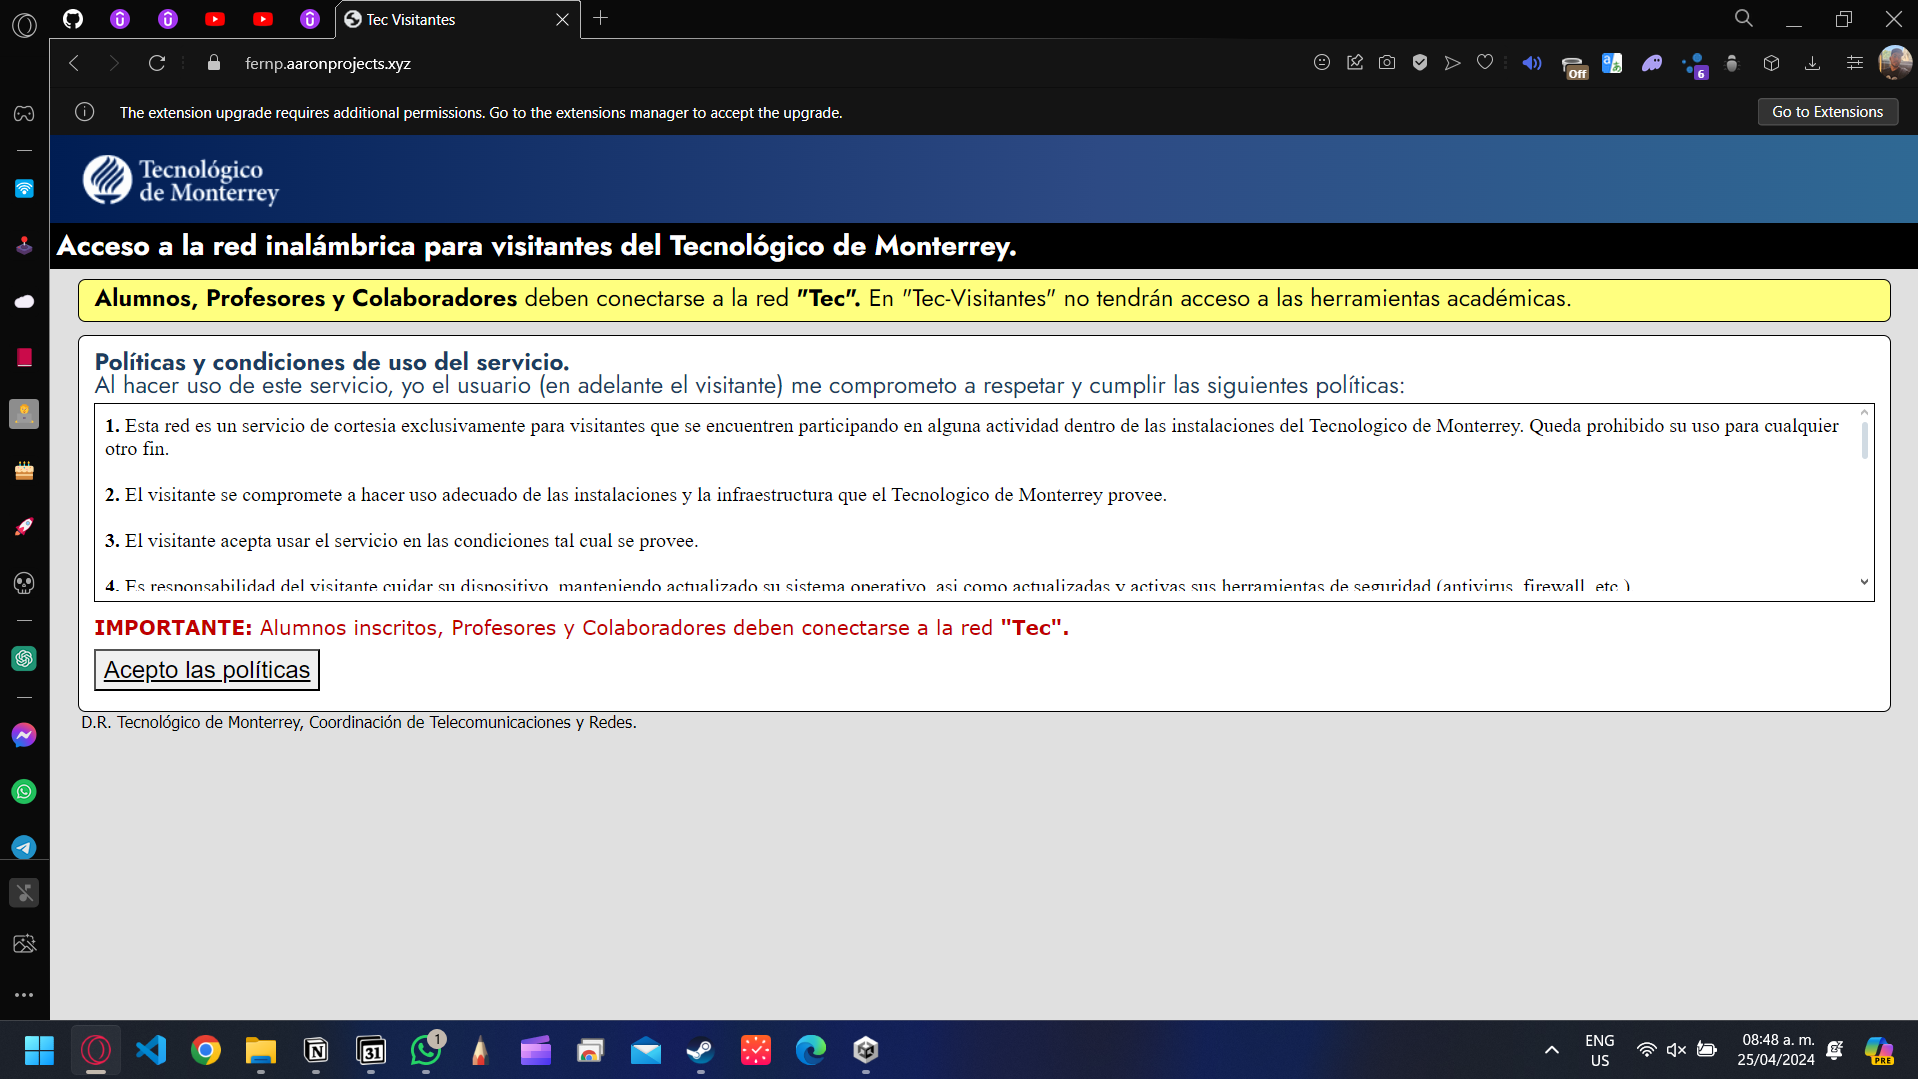 Tec Visitantes
fernp.aaronprojects.xyz
Off
6
The extension upgrade requires additional permissions. Go to the extensions manager to accept the upgrade.
Go to Extensions
Tecnológico
de Monterrey
Acceso a la red inalámbrica para visitantes del Tecnológico de Monterrey.
Alumnos, Profesores y Colaboradores deben conectarse a la red "Tec". En "Tec-Visitantes" no tendrán acceso a las herramientas académicas.
Políticas y condiciones de uso del servicio.
Al hacer uso de este servicio, yo el usuario (en adelante el visitante) me comprometo a respetar y cumplir las siguientes políticas:
1. Esta red es un servicio de cortesia exclusivamente para visitantes que se encuentren participando en alguna actividad dentro de las instalaciones del Tecnologico de Monterrey. Queda prohibido su uso para cualquier
otro fin.
2. El visitante se compromete a hacer uso adecuado de las instalaciones y la infraestructura que el Tecnologico de Monterrey provee.
3. El visitante acepta usar el servicio en las condiciones tal cual se provee.
4. Es responsabilidad del visitante cuidar su dispositivo, manteniendo actualizado su sistema operativo, asi como actualizadas y activas sus herramientas de seguridad (antivirus, firewall, etc.)
IMPORTANTE: Alumnos inscritos, Profesores y Colaboradores deben conectarse a la red "Tec".
Acepto las políticas
D.R. Tecnológico de Monterrey, Coordinación de Telecomunicaciones y Redes.
31
1
ENG
US
08:48 a. m.
25/04/2024
PRE